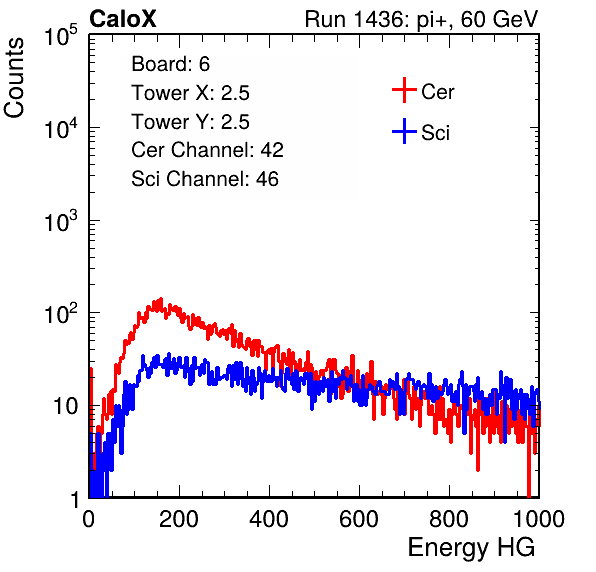 CaloX Run 1436: pi+, 60 GeV
Counts
Board: 6
Tower X: 2.5
Tower Y: 2.5
Cer Channel: 42
Sci Channel: 46
Cer
Sci
10^5
10^4
10^3
10^2
10
1
0 200 400 600 800 1000
Energy HG